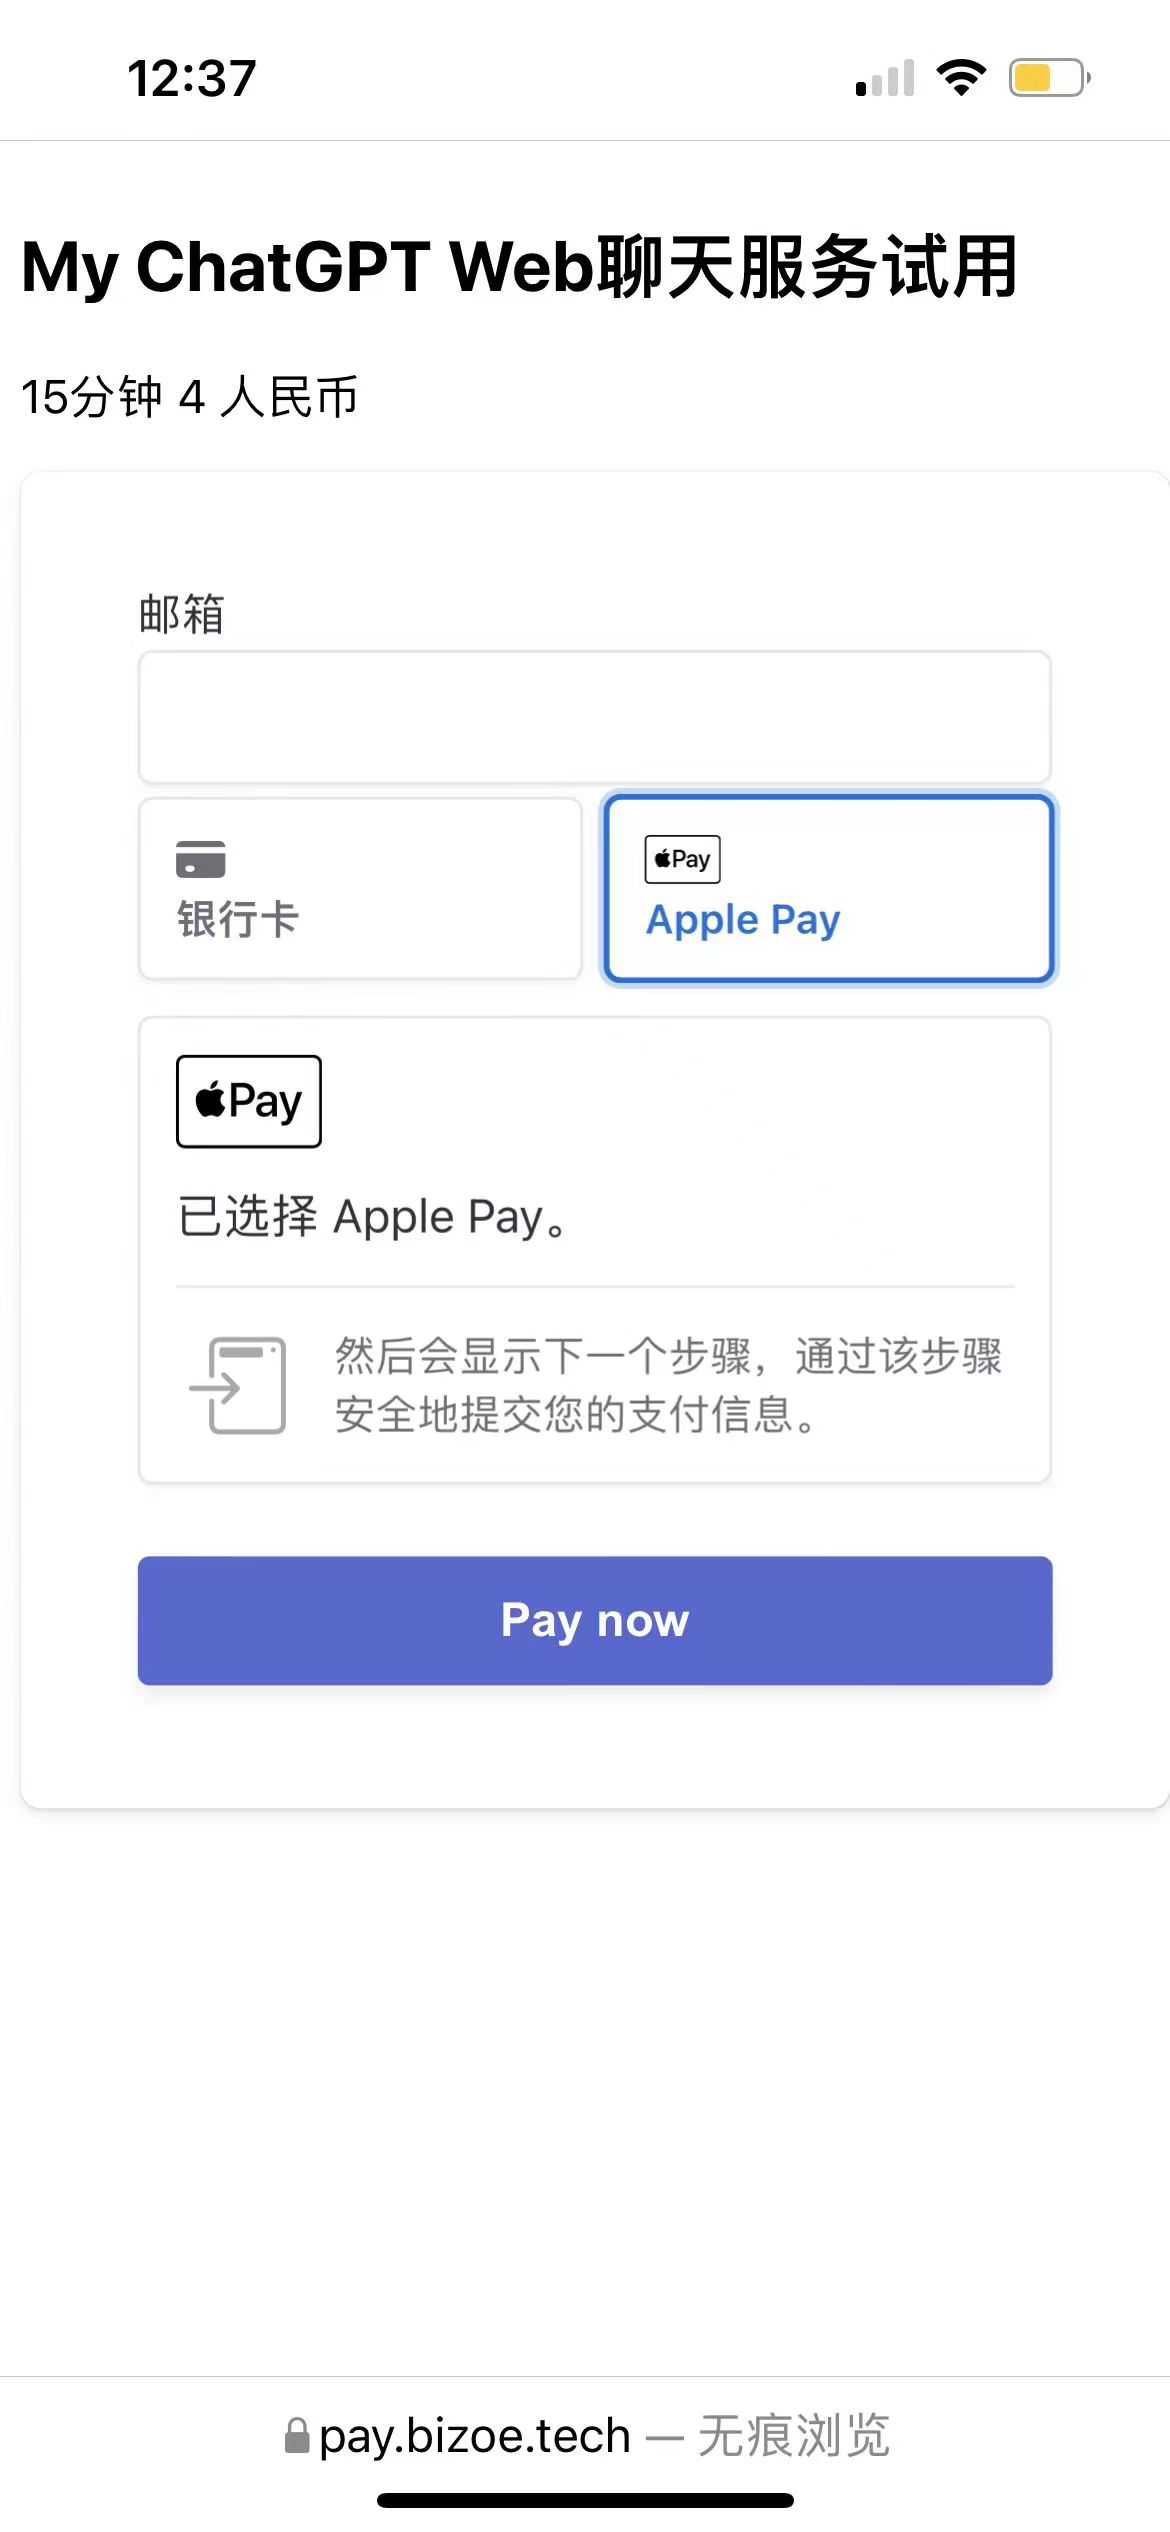 12:37
My ChatGPT Web聊天服务试用
15分钟 4 人民币
邮箱
银行卡
Pay
Apple Pay
Pay
已选择 Apple Pay。
然后会显示下一个步骤，通过该步骤
安全地提交您的支付信息。
Pay now
pay.bizoe.tech — 无痕浏览